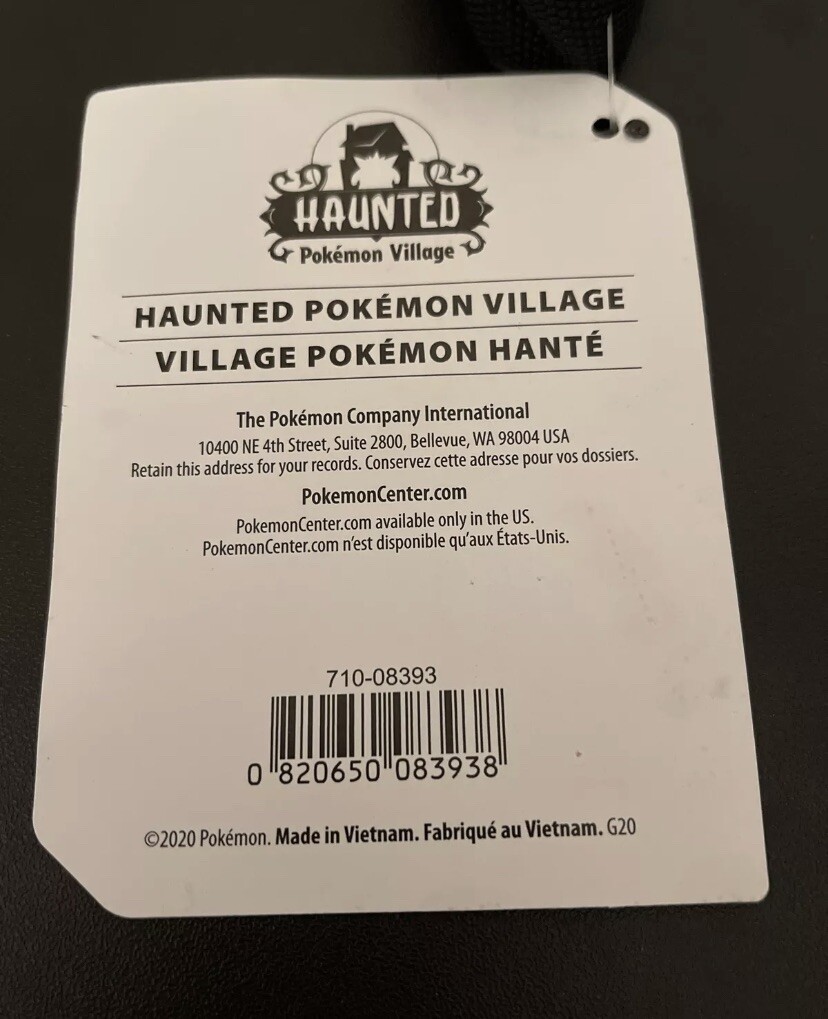 HAUNTED
Pokémon Village
HAUNTED POKÉMON VILLAGE
VILLAGE POKÉMON HANTÉ
The Pokémon Company International
10400 NE 4th Street, Suite 2800, Bellevue, WA 98004 USA
Retain this address for your records. Conservez cette adresse pour vos dossiers.
PokemonCenter.com
PokemonCenter.com available only in the US.
PokemonCenter.com n'est disponible qu'aux États-Unis.
710-08393
0 820650 083938
©2020 Pokémon. Made in Vietnam. Fabriqué au Vietnam. G20